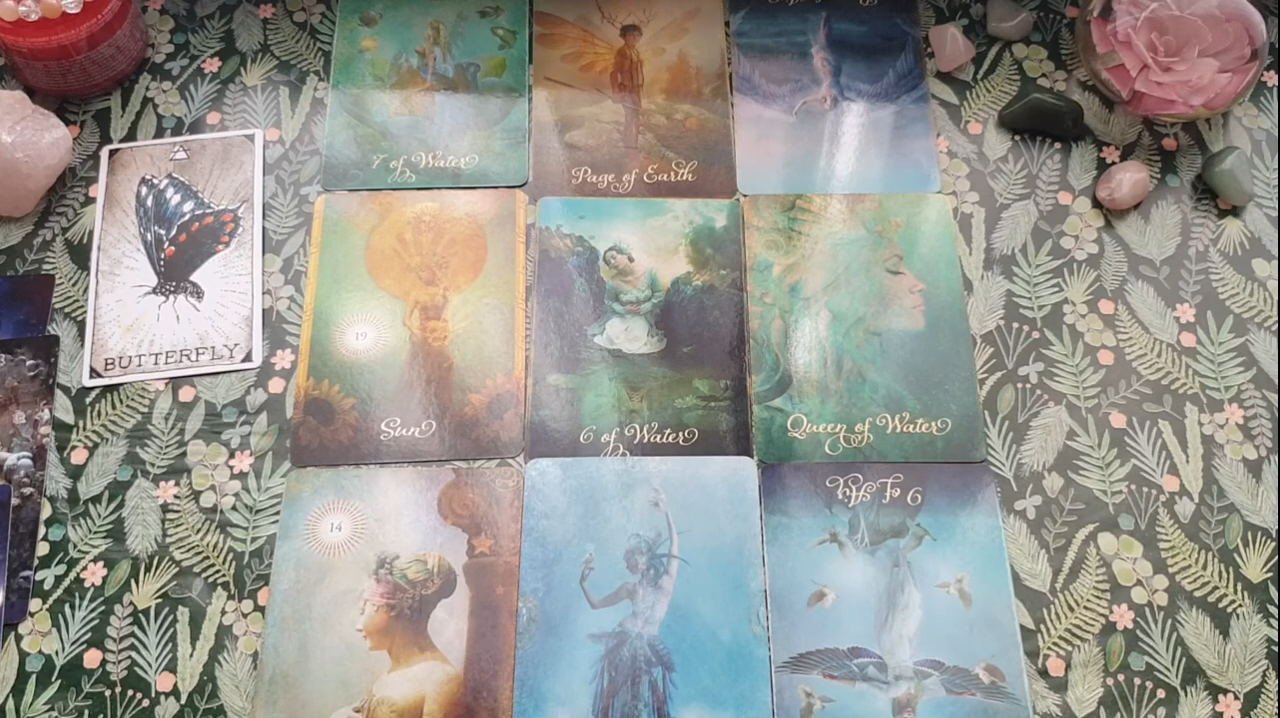 7 of Water
Page of Earth
BUTTERFLY
19
Sun
6 of Water
Queen of Water
14
6 of Air